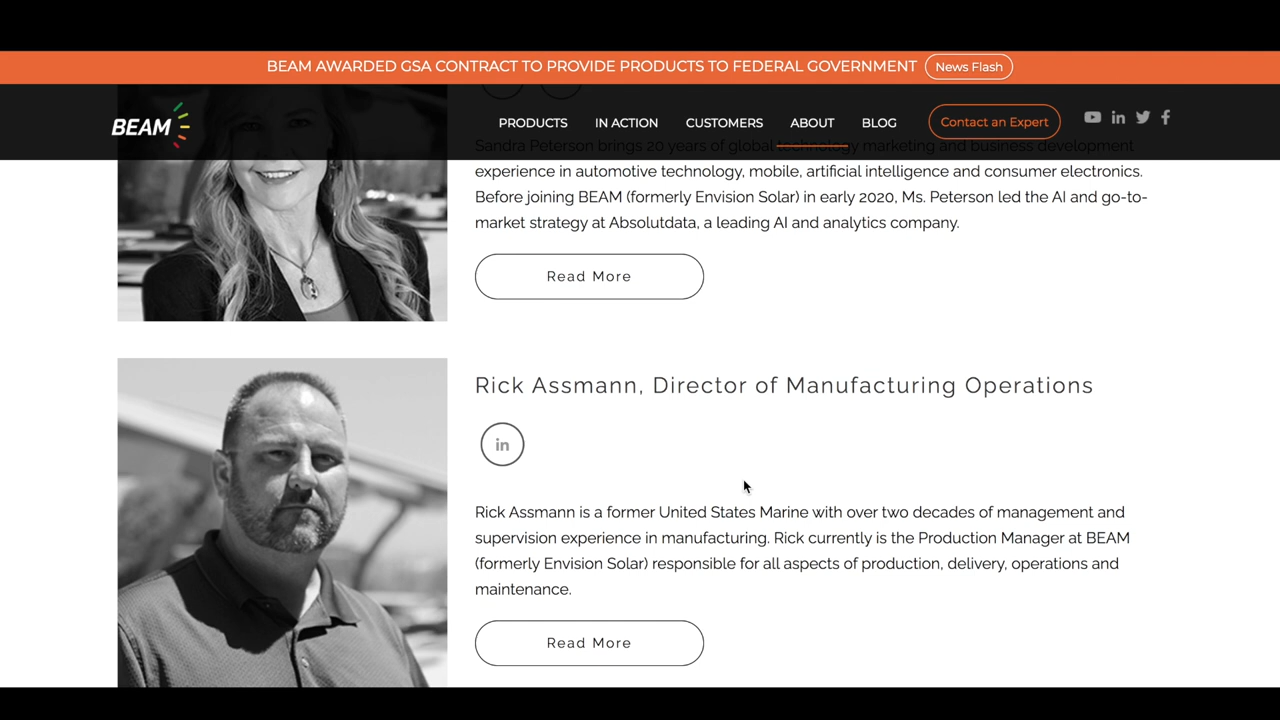 BEAM AWARDED GSA CONTRACT TO PROVIDE PRODUCTS TO FEDERAL GOVERNMENT News Flash
BEAM PRODUCTS IN ACTION CUSTOMERS ABOUT BLOG Contact an Expert
Sandra Peterson brings 20 years of global technology marketing and business development
experience in automotive technology, mobile, artificial intelligence and consumer electronics.
Before joining BEAM (formerly Envision Solar) in early 2020, Ms. Peterson led the AI and go-to-
market strategy at Absolutdata, a leading AI and analytics company.
Read More
Rick Assmann, Director of Manufacturing Operations
in
Rick Assmann is a former United States Marine with over two decades of management and
supervision experience in manufacturing. Rick currently is the Production Manager at BEAM
(formerly Envision Solar) responsible for all aspects of production, delivery, operations and
maintenance.
Read More